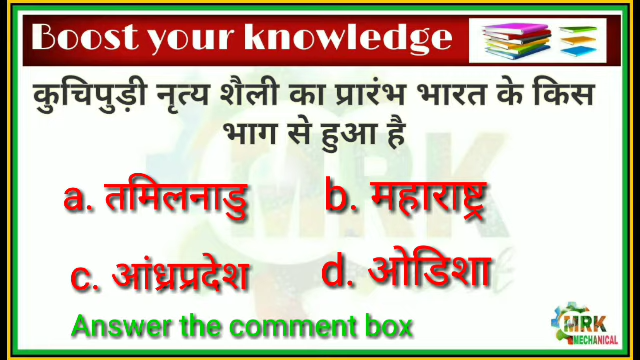 Boost your knowledge
कुचिपुड़ी नृत्य शैली का प्रारंभ भारत के किस
भाग से हुआ है
a. तमिलनाडु
b. महाराष्ट्र
c. आंध्रप्रदेश
d. ओडिशा
Answer the comment box
MRK
MECHANICAL